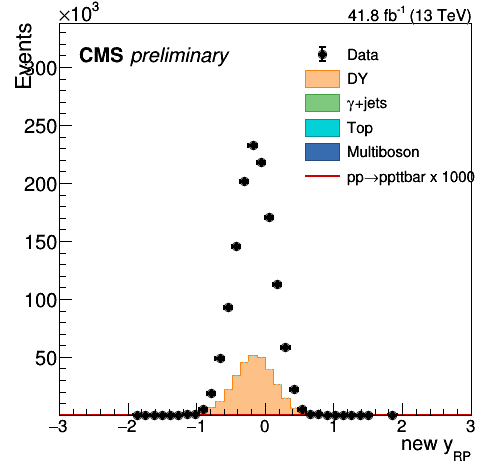 ×10³
41.8 fb⁻¹ (13 TeV)
Events
CMS preliminary
Data
DY
γ+jets
Top
Multiboson
pp→ppttbar x 1000
300
250
200
150
100
50
−3 −2 −1 0 1 2 3
new y_RP